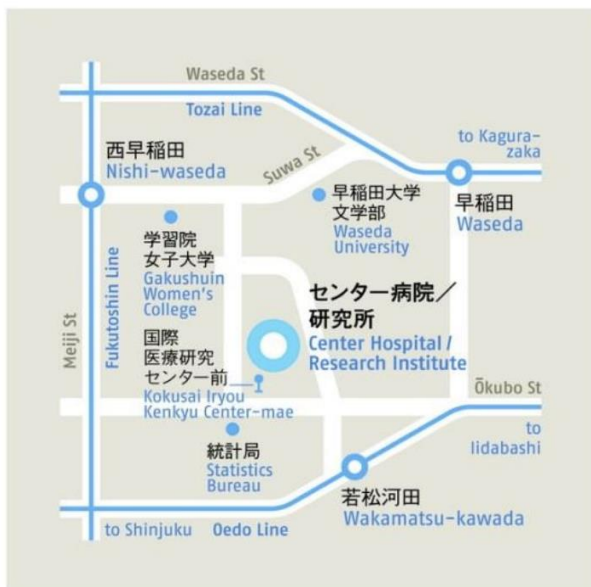 Waseda St
Tozai Line
to Kagura-
zaka
西早稲田
Nishi-waseda
Suwa St
早稲田大学
文学部
Waseda
University
早稲田
Waseda
学習院
女子大学
Gakushuin
Women's
College
Meiji St
Fukutoshin Line
センター病院／
研究所
Center Hospital /
Research Institute
国際
医療研究
センター前
Kokusai Iryou
Kenkyu Center-mae
Ōkubo St
to
Iidabashi
統計局
Statistics
Bureau
若松河田
Wakamatsu-kawada
to Shinjuku
Oedo Line